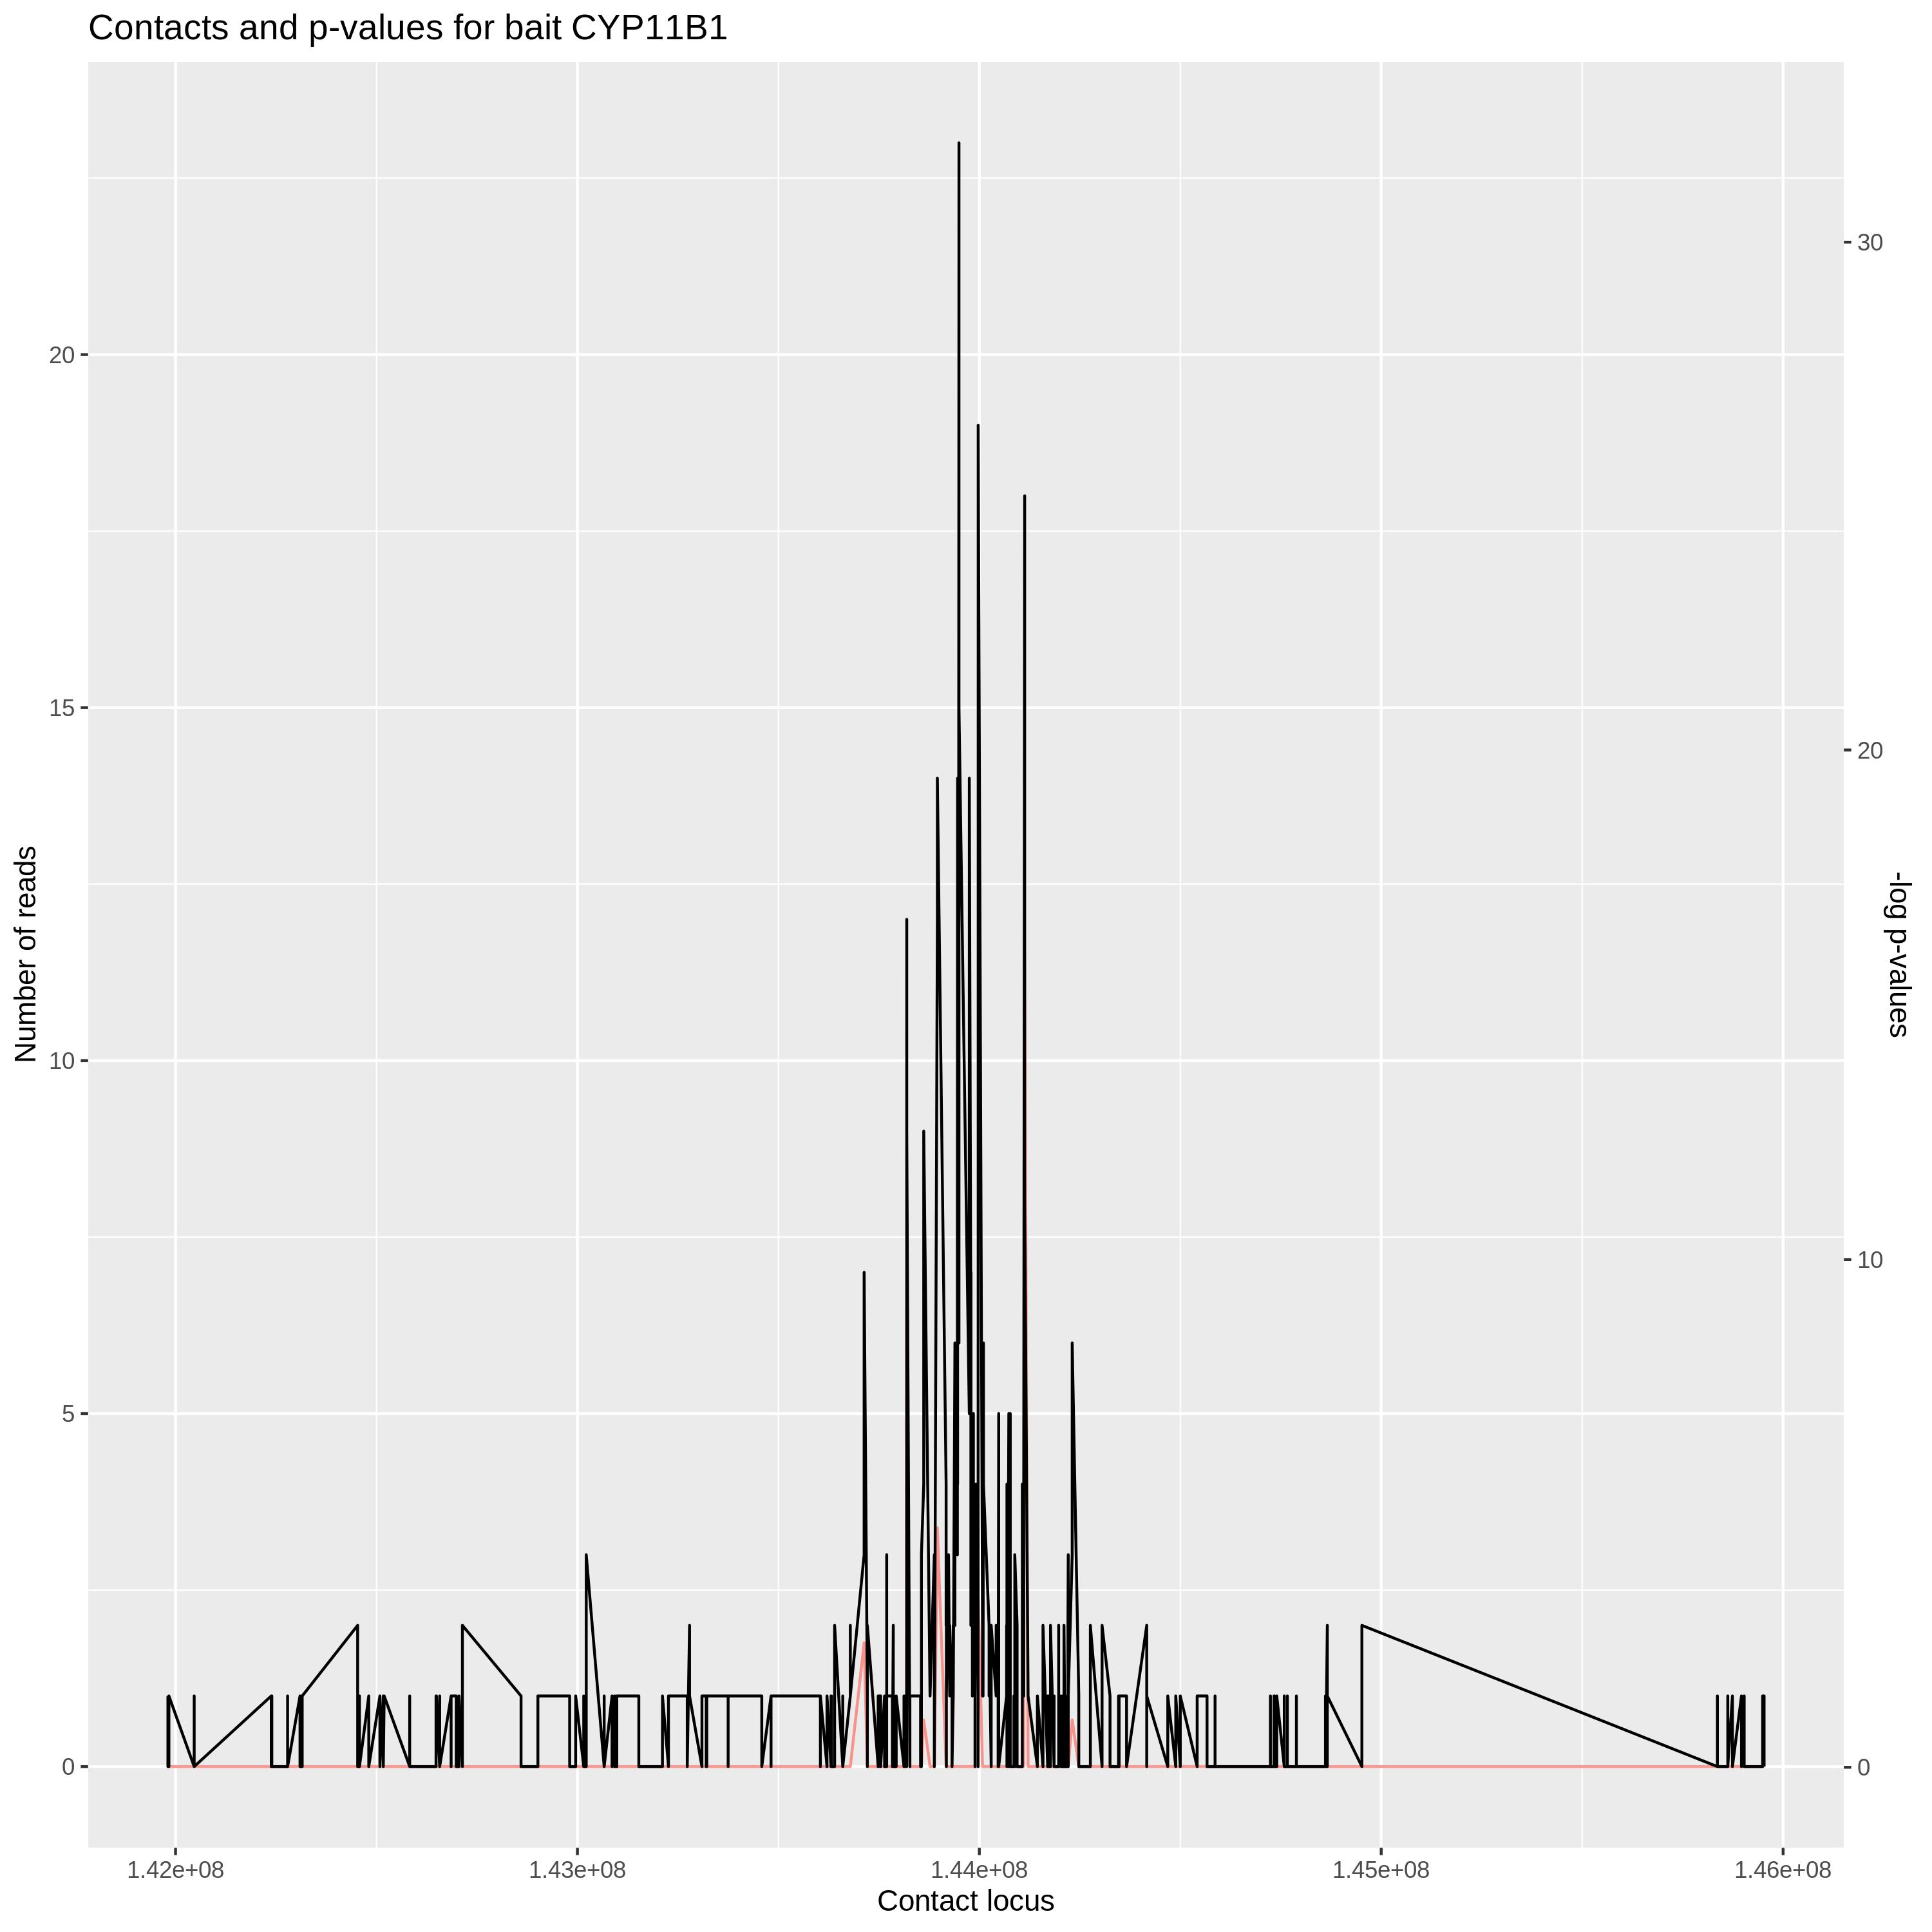 Contacts and p-values for bait CYP11B1
Number of reads
20
15
10
5
0
30
20
10
0
-log p-values
1.42e+08 1.43e+08 1.44e+08 1.45e+08 1.46e+08
Contact locus